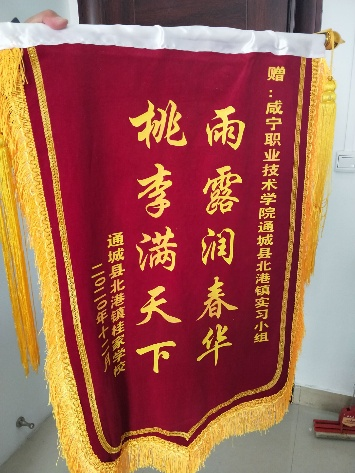 赠:咸宁职业技术学院通城县北港镇实习小组
雨露润春华
桃李满天下
通城县北港镇桂家学校
二〇二〇年十二月